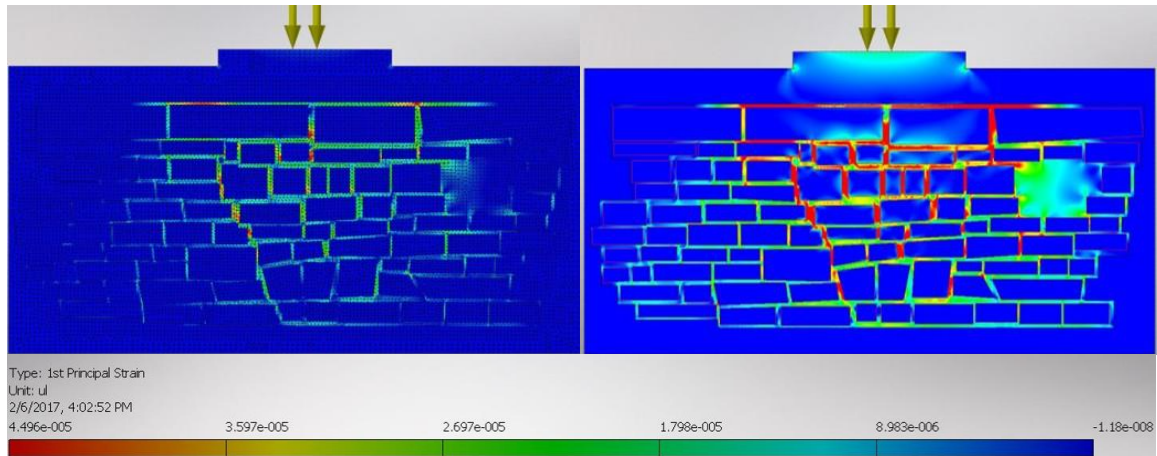 Type: 1st Principal Strain
Unit: ul
2/6/2017, 4:02:52 PM
4.496e-005 3.597e-005 2.697e-005 1.798e-005 8.983e-006 -1.18e-008